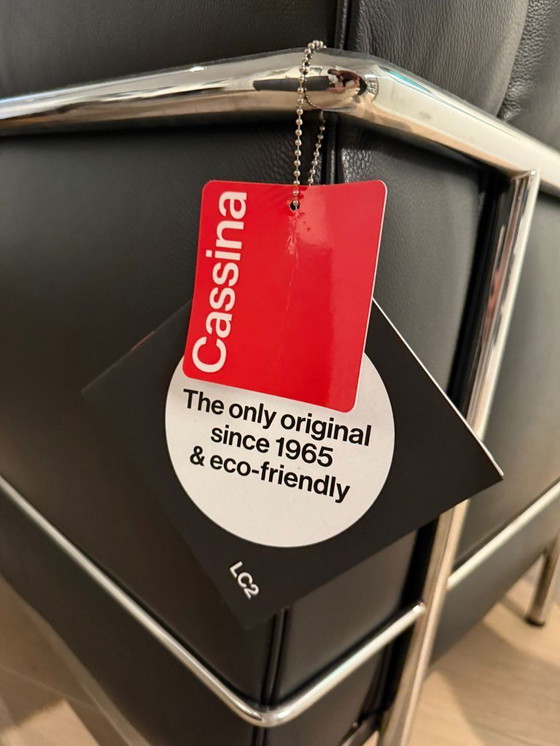 Cassina
The only original
since 1965
& eco-friendly
LC2